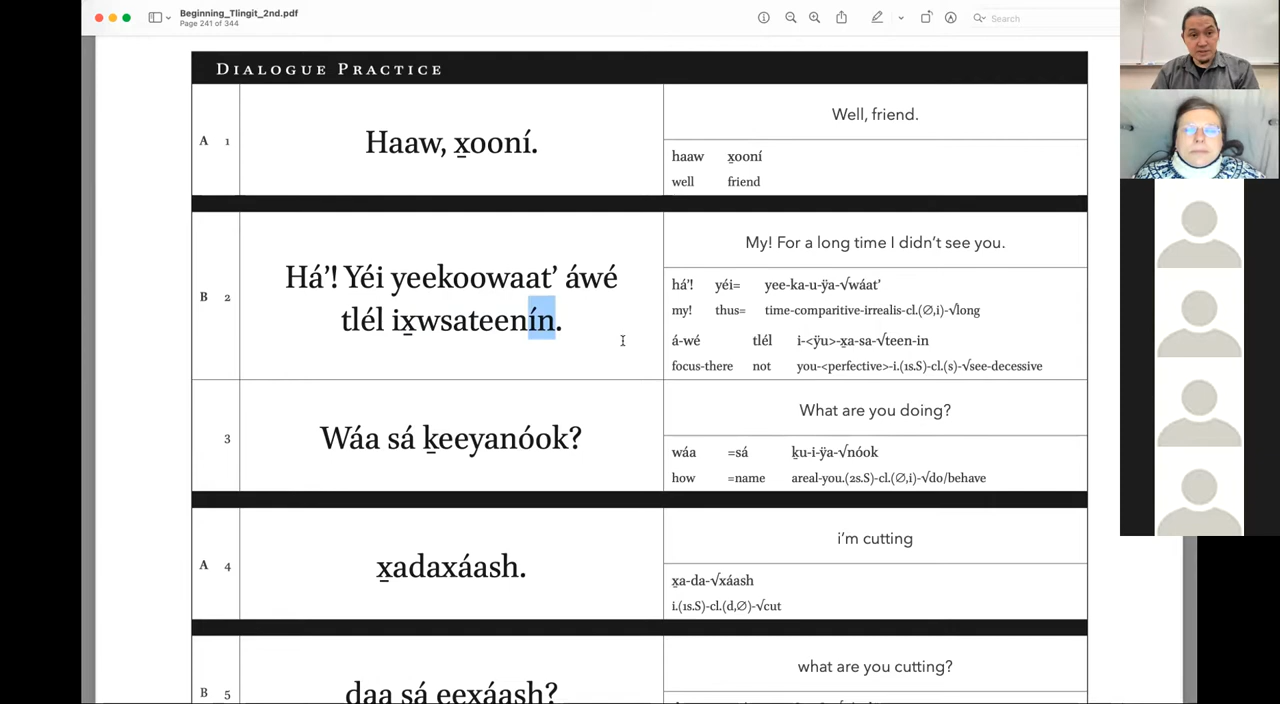 Beginning_Tlingit_2nd.pdf
Page 241 of 344
Search
Dialogue Practice
A 1
Haaw, x̱ooní.
Well, friend.
haaw x̱ooní
well friend
B 2
Há’! Yéi yeekoowaat’ áwé
tlél ix̱wsateenín.
My! For a long time I didn’t see you.
há’! yéi= yee-ka-u-ÿa-√wáat’
my! thus= time-comparitive-irrealis-cl.(∅,i)-√long
á-wé tlél i-<ÿu>-x̱a-sa-√teen-in
focus-there not you-<perfective>-i.(1s.S)-cl.(s)-√see-decessive
3
Wáa sá ḵeeyanóok?
What are you doing?
wáa =sá ḵu-i-ÿa-√nóok
how =name areal-you.(2s.S)-cl.(∅,i)-√do/behave
A 4
x̱adaxáash.
i’m cutting
x̱a-da-√xáash
i.(1s.S)-cl.(d,∅)-√cut
B 5
daa sá eexáash?
what are you cutting?